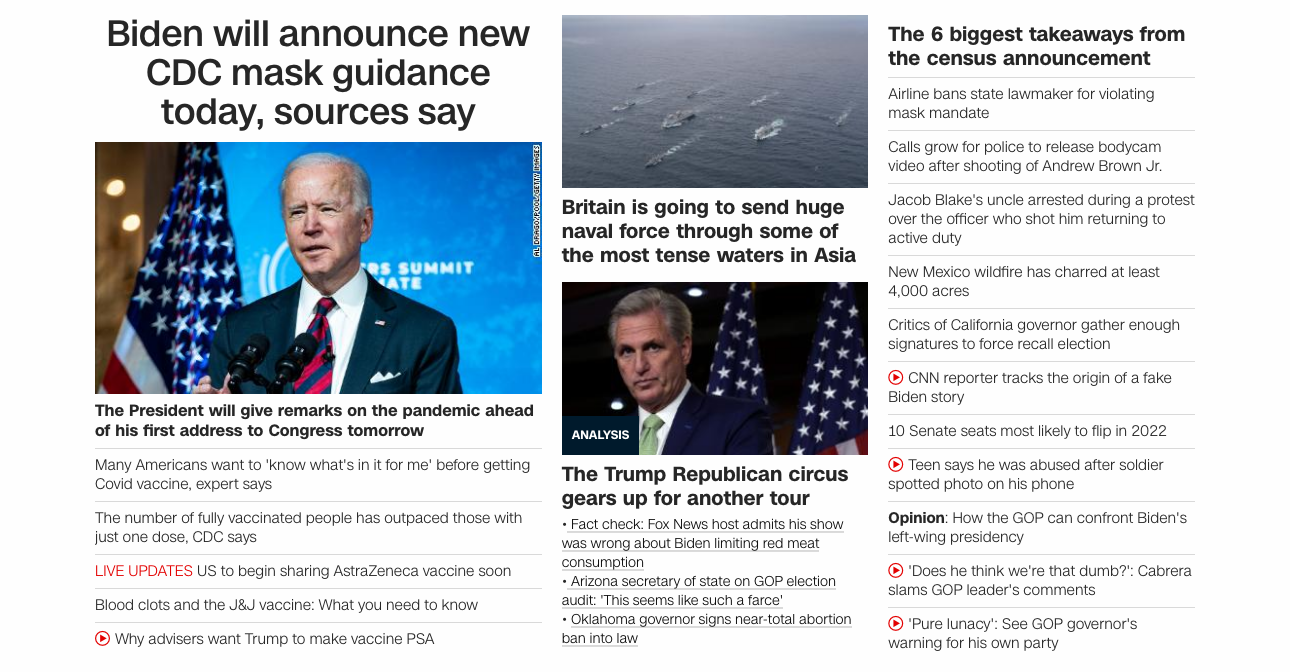 Biden will announce new
CDC mask guidance
today, sources say
AL DRAGO/POOL/GETTY IMAGES
ERS SUMMIT
MATE
The President will give remarks on the pandemic ahead
of his first address to Congress tomorrow
Many Americans want to 'know what's in it for me' before getting
Covid vaccine, expert says
The number of fully vaccinated people has outpaced those with
just one dose, CDC says
LIVE UPDATES US to begin sharing AstraZeneca vaccine soon
Blood clots and the J&J vaccine: What you need to know
Why advisers want Trump to make vaccine PSA
Britain is going to send huge
naval force through some of
the most tense waters in Asia
ANALYSIS
The Trump Republican circus
gears up for another tour
• Fact check: Fox News host admits his show
was wrong about Biden limiting red meat
consumption
• Arizona secretary of state on GOP election
audit: 'This seems like such a farce'
• Oklahoma governor signs near-total abortion
ban into law
The 6 biggest takeaways from
the census announcement
Airline bans state lawmaker for violating
mask mandate
Calls grow for police to release bodycam
video after shooting of Andrew Brown Jr.
Jacob Blake's uncle arrested during a protest
over the officer who shot him returning to
active duty
New Mexico wildfire has charred at least
4,000 acres
Critics of California governor gather enough
signatures to force recall election
CNN reporter tracks the origin of a fake
Biden story
10 Senate seats most likely to flip in 2022
Teen says he was abused after soldier
spotted photo on his phone
Opinion: How the GOP can confront Biden's
left-wing presidency
'Does he think we're that dumb?': Cabrera
slams GOP leader's comments
'Pure lunacy': See GOP governor's
warning for his own party